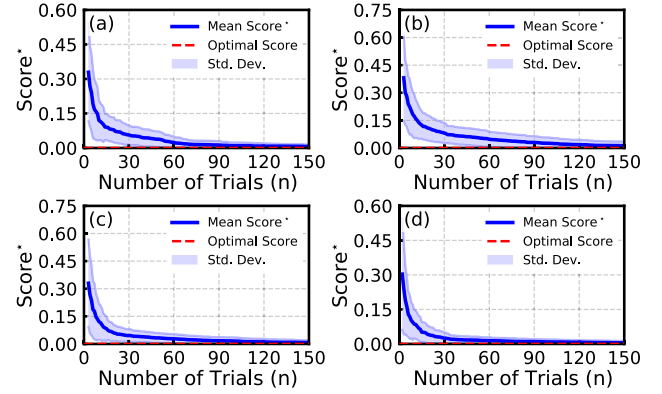 (a)
Mean Score*
Optimal Score
Std. Dev.
Score*
0.60
0.45
0.30
0.15
0.00
0 30 60 90 120 150
Number of Trials (n)
(b)
Mean Score*
Optimal Score
Std. Dev.
Score*
0.75
0.60
0.45
0.30
0.15
0.00
0 30 60 90 120 150
Number of Trials (n)
(c)
Mean Score*
Optimal Score
Std. Dev.
Score*
0.75
0.60
0.45
0.30
0.15
0.00
0 30 60 90 120 150
Number of Trials (n)
(d)
Mean Score*
Optimal Score
Std. Dev.
Score*
0.60
0.45
0.30
0.15
0.00
0 30 60 90 120 150
Number of Trials (n)